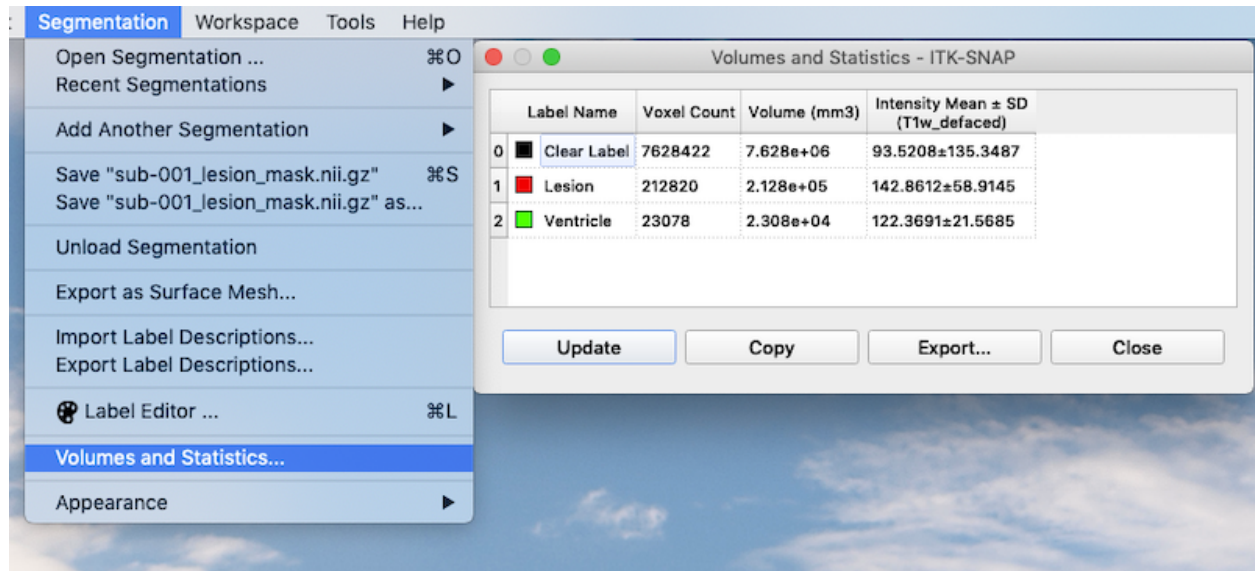 Segmentation Workspace Tools Help
Open Segmentation ... ⌘O
Recent Segmentations ▶
Add Another Segmentation ▶
Save "sub-001_lesion_mask.nii.gz" ⌘S
Save "sub-001_lesion_mask.nii.gz" as...
Unload Segmentation
Export as Surface Mesh...
Import Label Descriptions...
Export Label Descriptions...
Label Editor ... ⌘L
Volumes and Statistics...
Appearance ▶
Volumes and Statistics - ITK-SNAP
Label Name Voxel Count Volume (mm3) Intensity Mean ± SD
(T1w_defaced)
0 Clear Label 7628422 7.628e+06 93.5208±135.3487
1 Lesion 212820 2.128e+05 142.8612±58.9145
2 Ventricle 23078 2.308e+04 122.3691±21.5685
Update Copy Export... Close